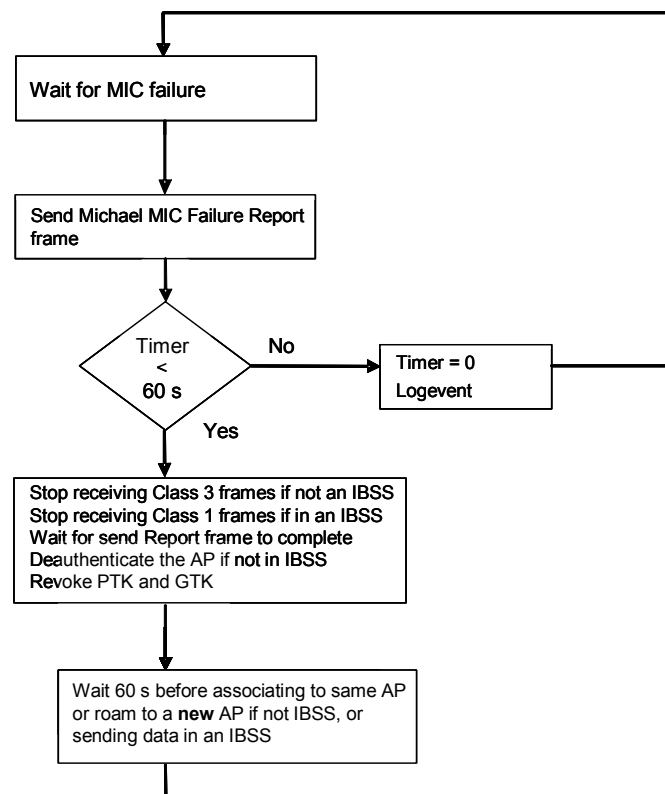 Wait for MIC failure
Send Michael MIC Failure Report
frame
Timer
<
60 s
No
Timer = 0
Logevent
Yes
Stop receiving Class 3 frames if not an IBSS
Stop receiving Class 1 frames if in an IBSS
Wait for send Report frame to complete
Deauthenticate the AP if not in IBSS
Revoke PTK and GTK
Wait 60 s before associating to same AP
or roam to a new AP if not IBSS, or
sending data in an IBSS